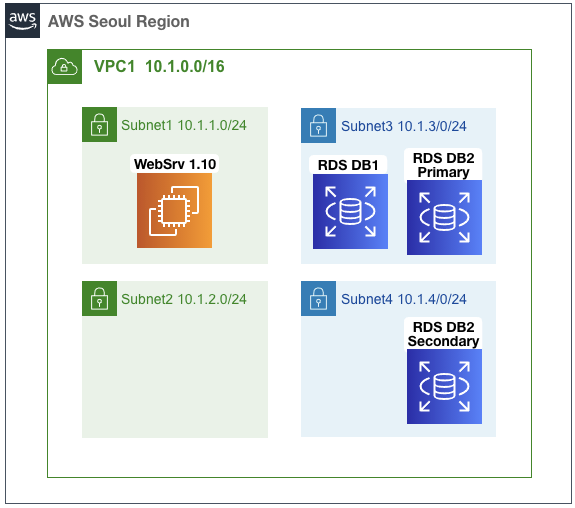 aws
AWS Seoul Region
VPC1 10.1.0.0/16
Subnet1 10.1.1.0/24
WebSrv 1.10
Subnet3 10.1.3/0/24
RDS DB1
RDS DB2
Primary
Subnet2 10.1.2.0/24
Subnet4 10.1.4/0/24
RDS DB2
Secondary